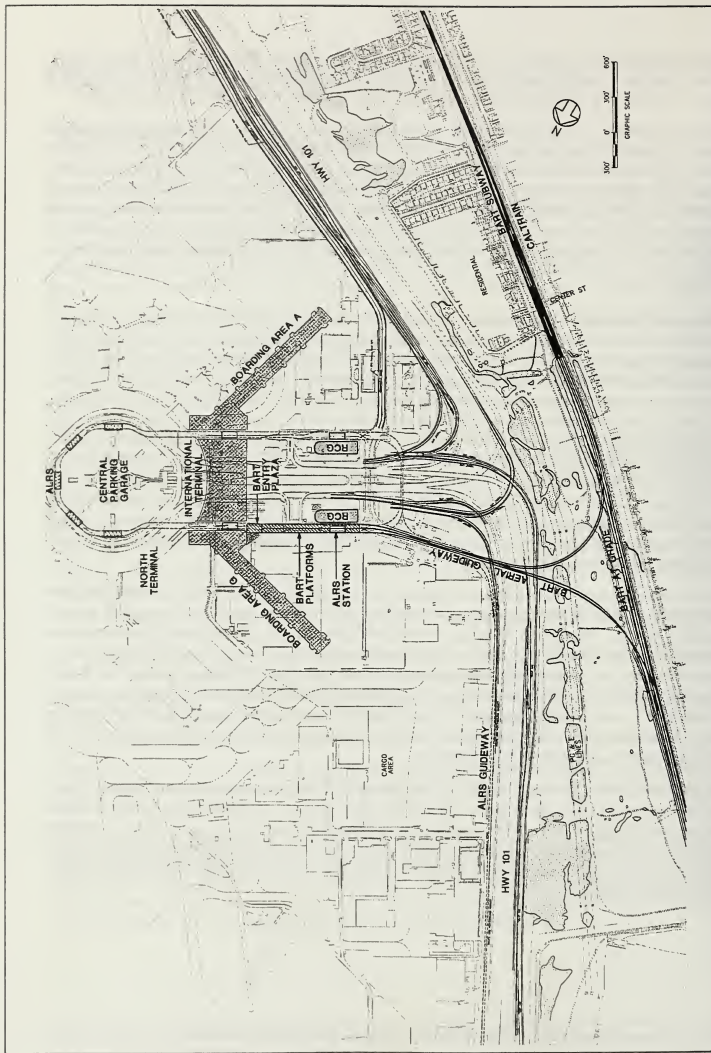 ALRS
CENTRAL
PARKING
GARAGE
NORTH
TERMINAL
INTERNATIONAL
TERMINAL
BOARDING AREA A
BOARDING AREA G
BART
ENTRY
PLAZA
RCG
RCG
BART
PLATFORMS
ALRS
STATION
BART AERIAL GUIDEWAY
HWY 101
RESIDENTIAL
BART SUBWAY
CALTRAIN
CENTER ST
BART AT GRADE
CARGO
AREA
ALRS GUIDEWAY
HWY 101
PG & E
LINES
N
300' 0' 300' 600'
GRAPHIC SCALE